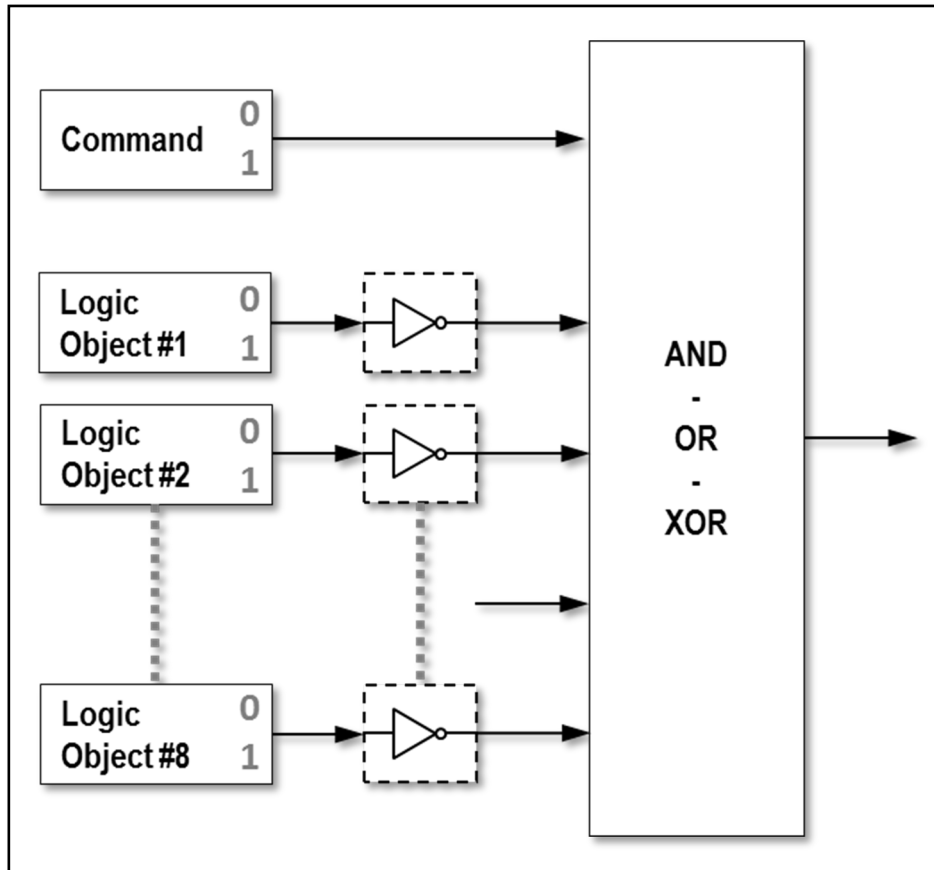 0
Command
1
Logic 0
Object #1 1
Logic 0
Object #2 1
Logic 0
Object #8 1
AND
-
OR
-
XOR